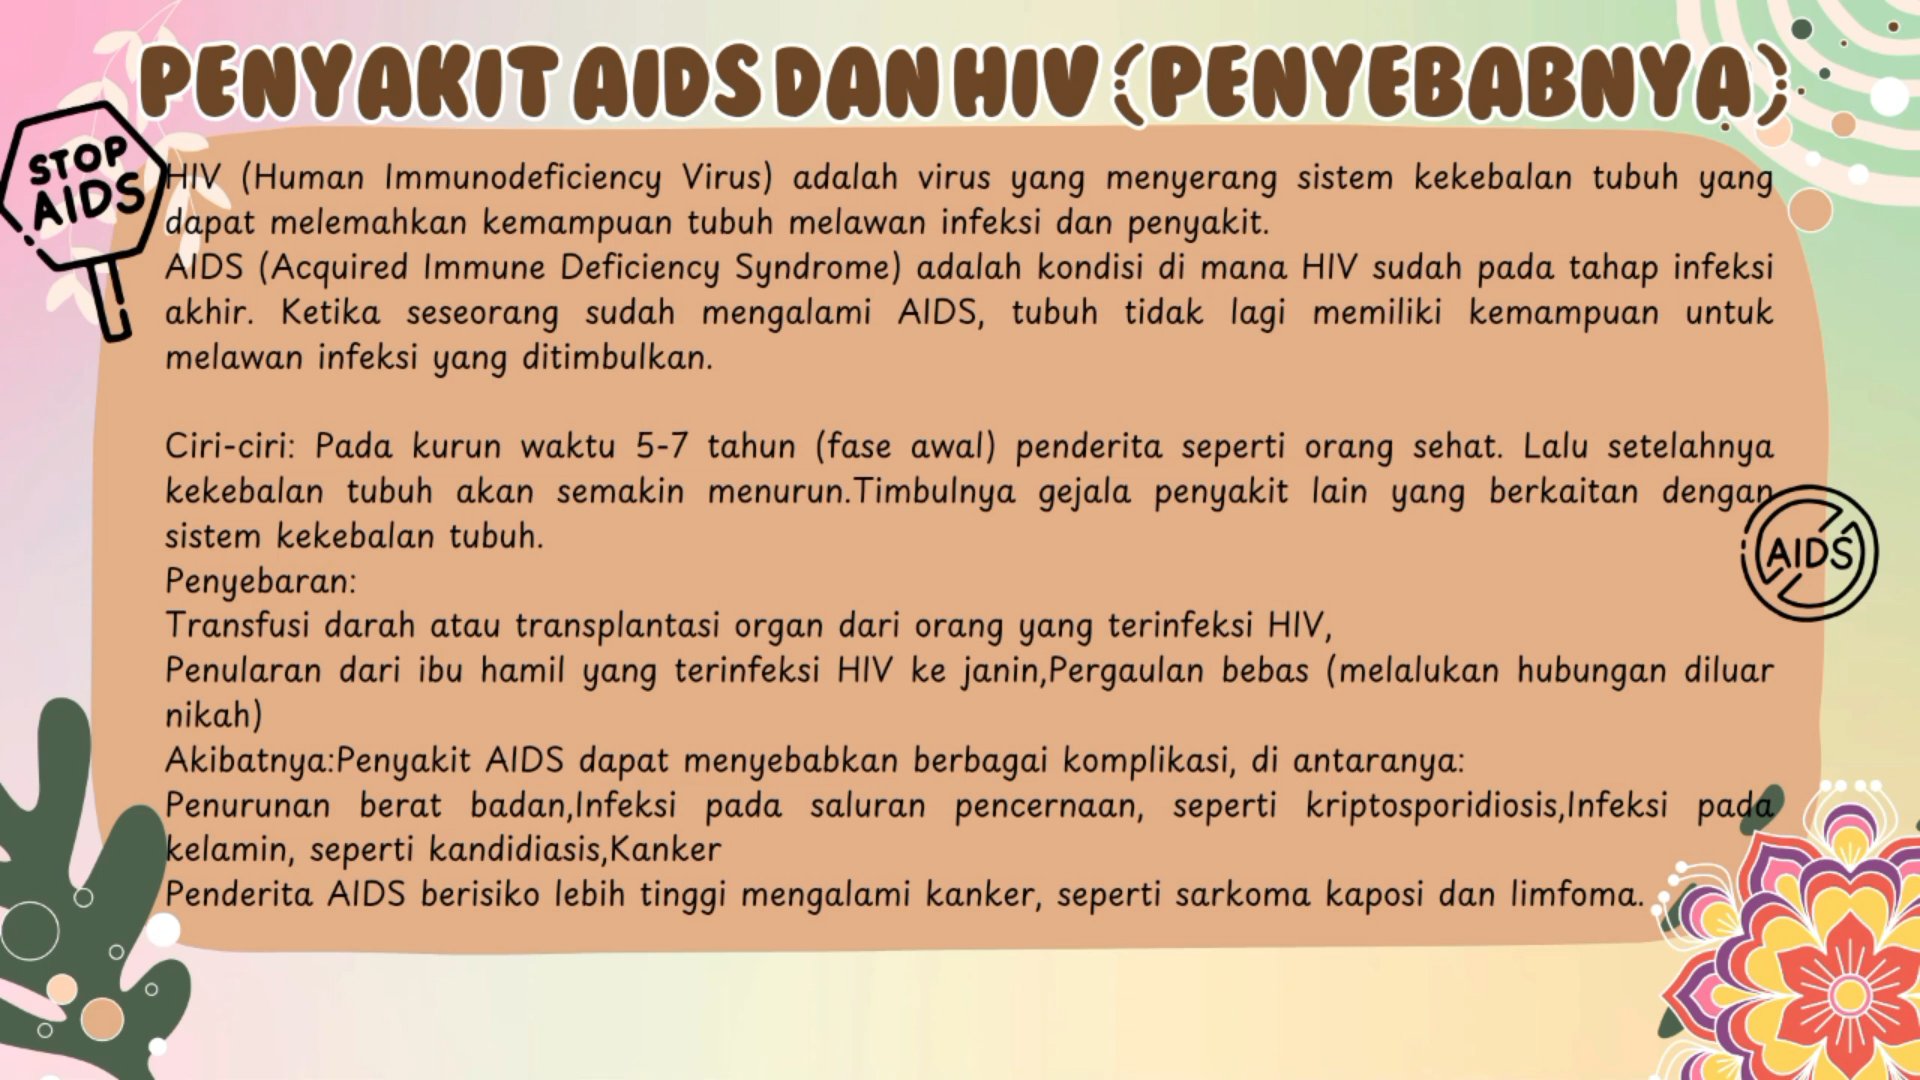 PENYAKIT AIDS DAN HIV (PENYEBABNYA)
STOP
AIDS
HIV (Human Immunodeficiency Virus) adalah virus yang menyerang sistem kekebalan tubuh yang
dapat melemahkan kemampuan tubuh melawan infeksi dan penyakit.
AIDS (Acquired Immune Deficiency Syndrome) adalah kondisi di mana HIV sudah pada tahap infeksi
akhir. Ketika seseorang sudah mengalami AIDS, tubuh tidak lagi memiliki kemampuan untuk
melawan infeksi yang ditimbulkan.
Ciri-ciri: Pada kurun waktu 5-7 tahun (fase awal) penderita seperti orang sehat. Lalu setelahnya
kekebalan tubuh akan semakin menurun.Timbulnya gejala penyakit lain yang berkaitan dengan
sistem kekebalan tubuh.
AIDS
Penyebaran:
Transfusi darah atau transplantasi organ dari orang yang terinfeksi HIV,
Penularan dari ibu hamil yang terinfeksi HIV ke janin,Pergaulan bebas (melalukan hubungan diluar
nikah)
Akibatnya:Penyakit AIDS dapat menyebabkan berbagai komplikasi, di antaranya:
Penurunan berat badan,Infeksi pada saluran pencernaan, seperti kriptosporidiosis,Infeksi pada
kelamin, seperti kandidiasis,Kanker
Penderita AIDS berisiko lebih tinggi mengalami kanker, seperti sarkoma kaposi dan limfoma.